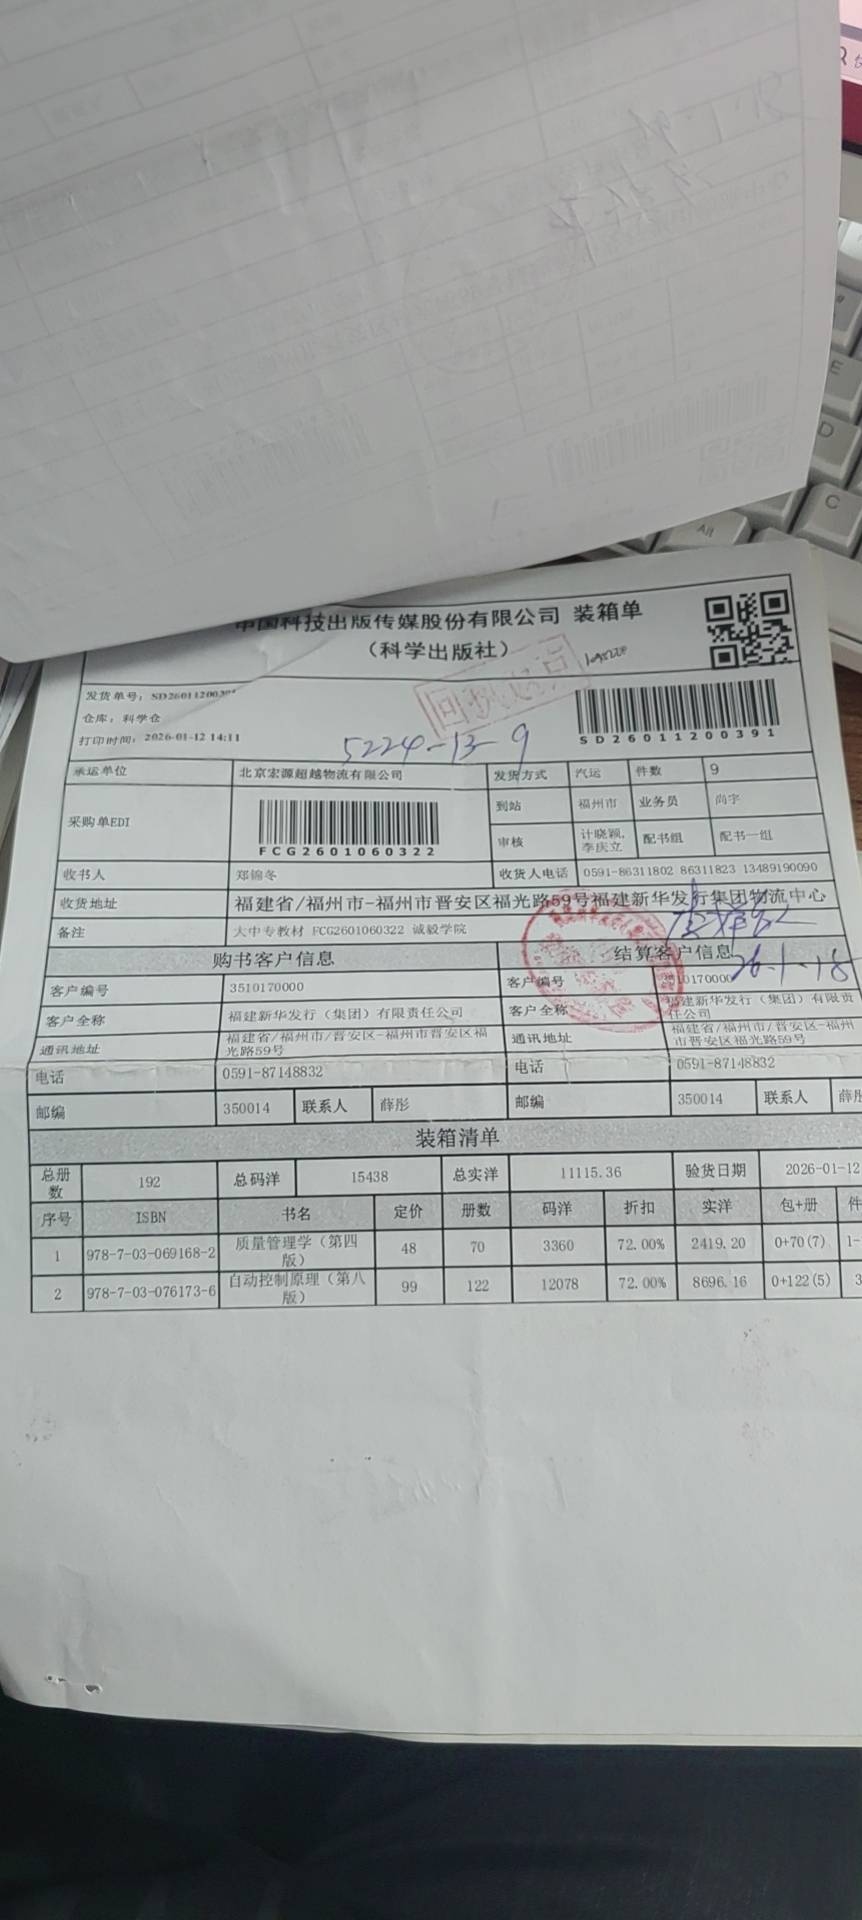 中国科技出版传媒股份有限公司 装箱单
（科学出版社）
发货单号：SD26011200391
仓库：科学仓
打印时间：2026-01-12 14:11
SD26011200391
5224-13-9
承运单位 北京宏源超越物流有限公司 发货方式 汽运 件数 9
采购单EDI FCG2601060322 到站 福州市 业务员 尚宇
审核 计晓颖,李庆立 配书组 配书一组
收书人 郑锦冬 收货人电话 0591-86311802 86311823 13489190090
收货地址 福建省/福州市-福州市晋安区福光路59号福建新华发行集团物流中心
备注 大中专教材 FCG2601060322 诚毅学院
26.1.18
购书客户信息 结算客户信息
客户编号 3510170000 客户编号 3510170000
客户全称 福建新华发行（集团）有限责任公司 客户全称 福建新华发行（集团）有限责任公司
通讯地址 福建省/福州市/晋安区-福州市晋安区福光路59号 通讯地址 福建省/福州市/晋安区-福州市晋安区福光路59号
电话 0591-87148832 电话 0591-87148832
邮编 350014 联系人 薛彤 邮编 350014 联系人 薛彤
装箱清单
总册数 192 总码洋 15438 总实洋 11115.36 验货日期 2026-01-12
序号 ISBN 书名 定价 册数 码洋 折扣 实洋 包+册 件
1 978-7-03-069168-2 质量管理学（第四版） 48 70 3360 72.00% 2419.20 0+70(7) 1-
2 978-7-03-076173-6 自动控制原理（第八版） 99 122 12078 72.00% 8696.16 0+122(5) 3
E
D
C
Alt